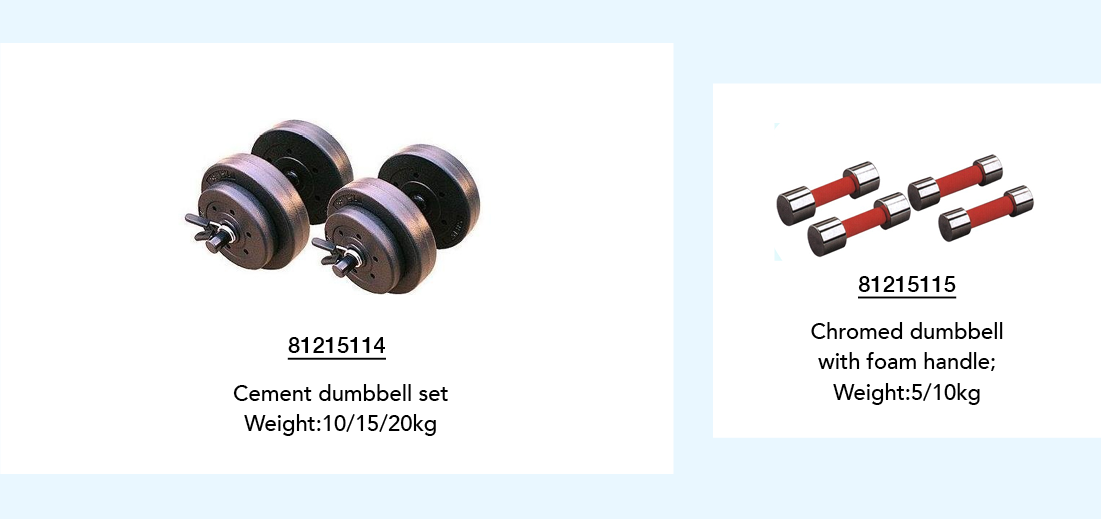 81215114
Cement dumbbell set
Weight:10/15/20kg
81215115
Chromed dumbbell
with foam handle;
Weight:5/10kg